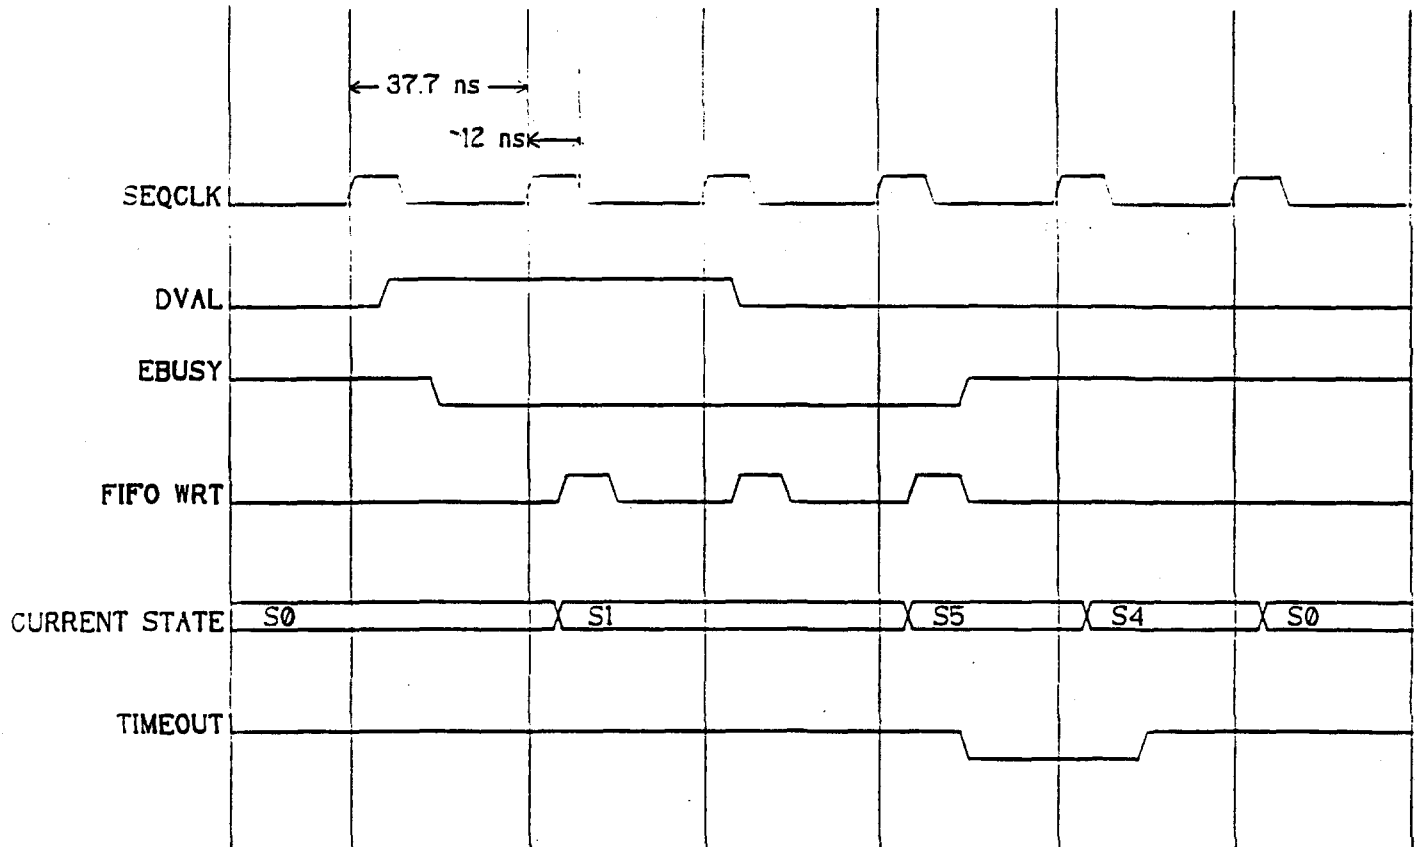 37.7 ns
~12 ns
SEQCLK
DVAL
EBUSY
FIFO WRT
CURRENT STATE S0 S1 S5 S4 S0
TIMEOUT